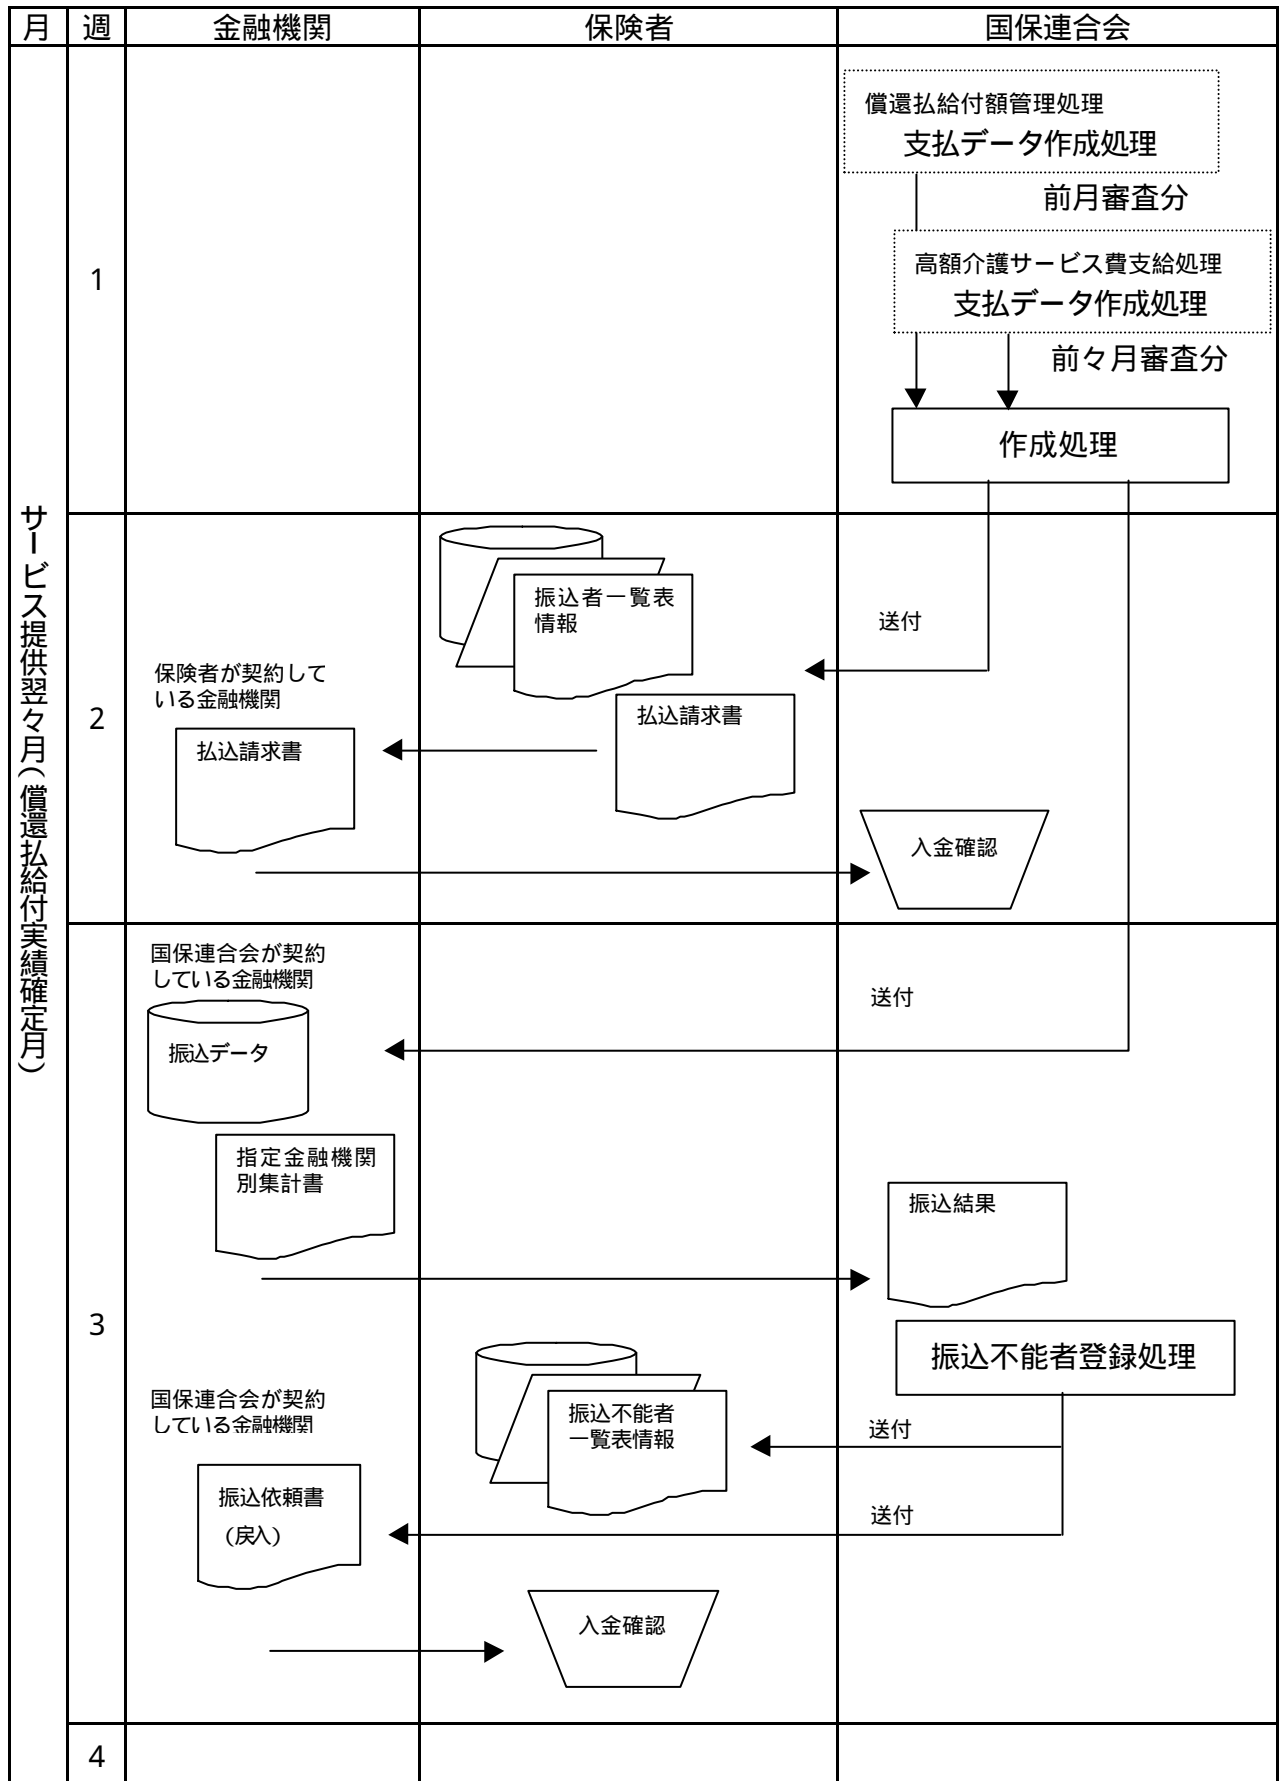 月 週 金融機関 保険者 国保連合会
サービス提供翌々月(償還払給付実績確定月)
1
償還払給付額管理処理
支払データ作成処理
前月審査分
高額介護サービス費支給処理
支払データ作成処理
前々月審査分
作成処理
2
振込者一覧表
情報
送付
保険者が契約して
いる金融機関
払込請求書
払込請求書
入金確認
3
国保連合会が契約
している金融機関
送付
振込データ
指定金融機関
別集計書
振込結果
振込不能者登録処理
国保連合会が契約
している金融機関
振込不能者
一覧表情報
送付
振込依頼書
(戻入)
送付
入金確認
4